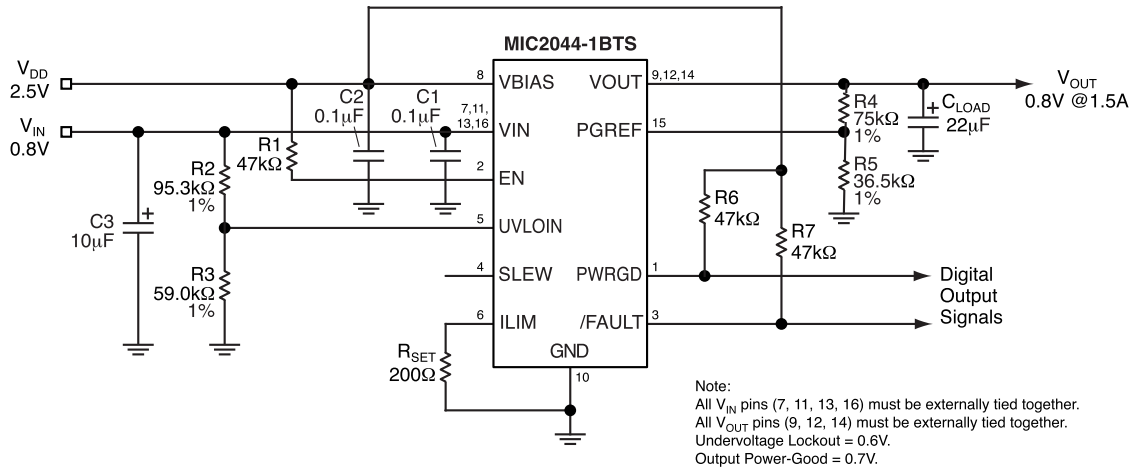 MIC2044-1BTS
VDD
2.5V
VIN
0.8V
8
VBIAS
7,11,
13,16
VIN
2
EN
5
UVLOIN
4
SLEW
6
ILIM
GND
10
VOUT
9,12,14
PGREF
15
PWRGD
1
/FAULT
3
C2
0.1µF
C1
0.1µF
R1
47kΩ
R2
95.3kΩ
1%
C3
10µF
+
R3
59.0kΩ
1%
RSET
200Ω
R4
75kΩ
1%
+
CLOAD
22µF
VOUT
0.8V @1.5A
R5
36.5kΩ
1%
R6
47kΩ
R7
47kΩ
Digital
Output
Signals
Note:
All VIN pins (7, 11, 13, 16) must be externally tied together.
All VOUT pins (9, 12, 14) must be externally tied together.
Undervoltage Lockout = 0.6V.
Output Power-Good = 0.7V.